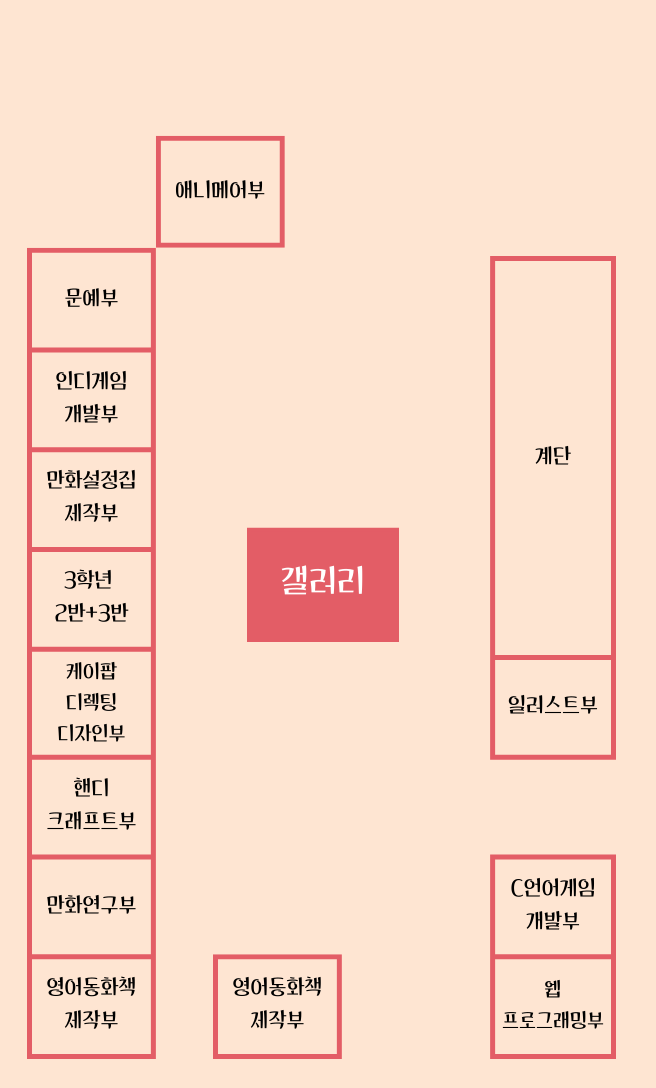 애니메어부
문예부
인디게임
개발부
만화설정집
제작부
3학년
2반+3반
케이팝
디렉팅
디자인부
핸디
크래프트부
만화연구부
영어동화책
제작부
영어동화책
제작부
갤러리
계단
일러스트부
C언어게임
개발부
웹
프로그래밍부